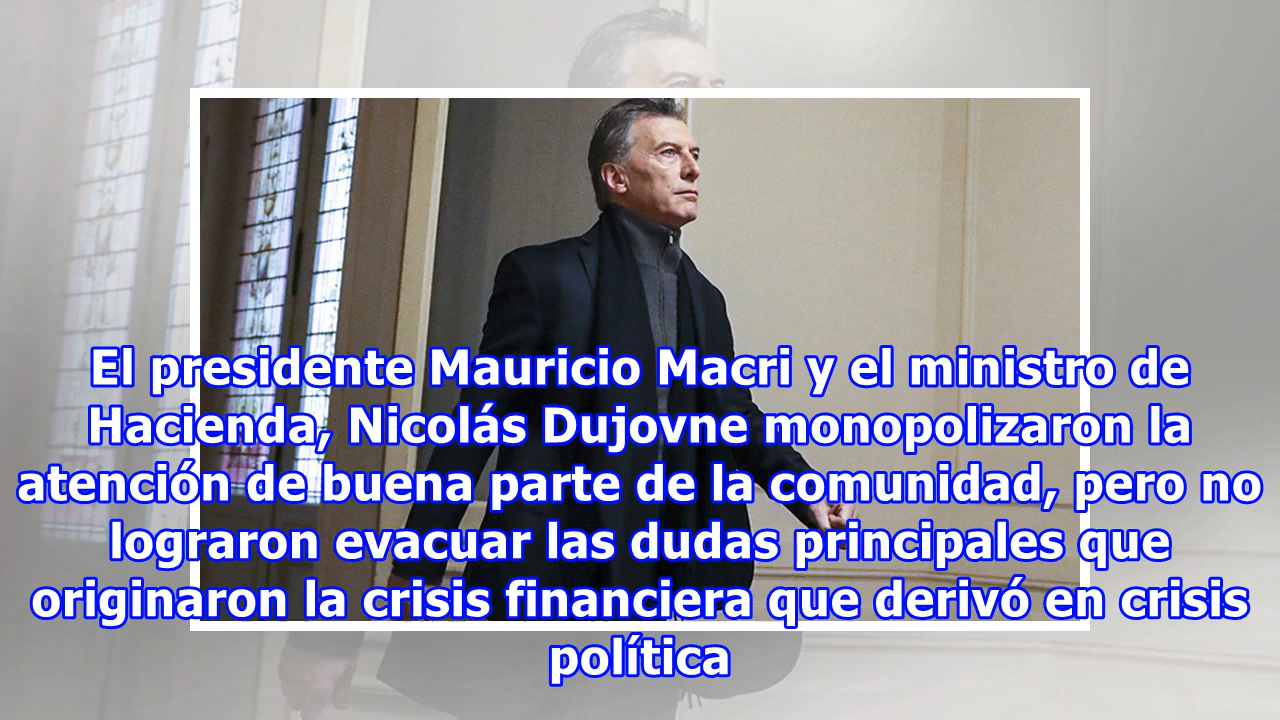 El presidente Mauricio Macri y el ministro de
Hacienda, Nicolás Dujovne monopolizaron la
atención de buena parte de la comunidad, pero no
lograron evacuar las dudas principales que
originaron la crisis financiera que derivó en crisis
política